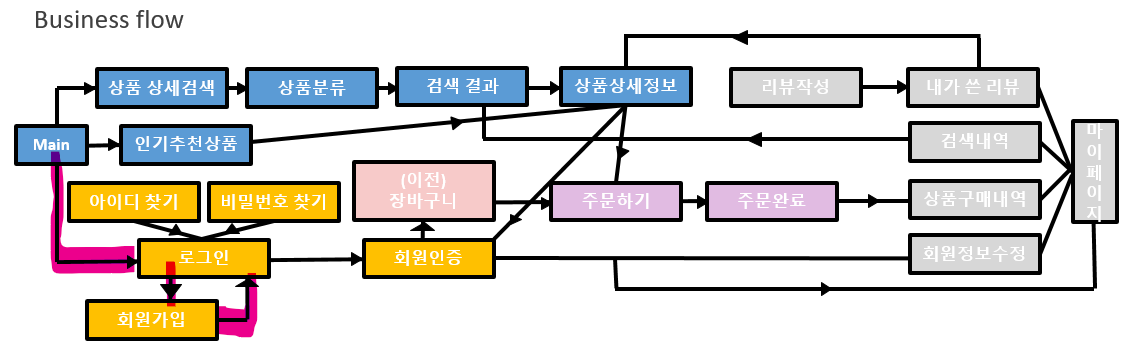 Business flow
상품 상세검색
상품분류
검색 결과
상품상세정보
리뷰작성
내가 쓴 리뷰
Main
인기추천상품
검색내역
마이페이지
(이전)
장바구니
아이디 찾기
비밀번호 찾기
주문하기
주문완료
상품구매내역
로그인
회원인증
회원정보수정
회원가입